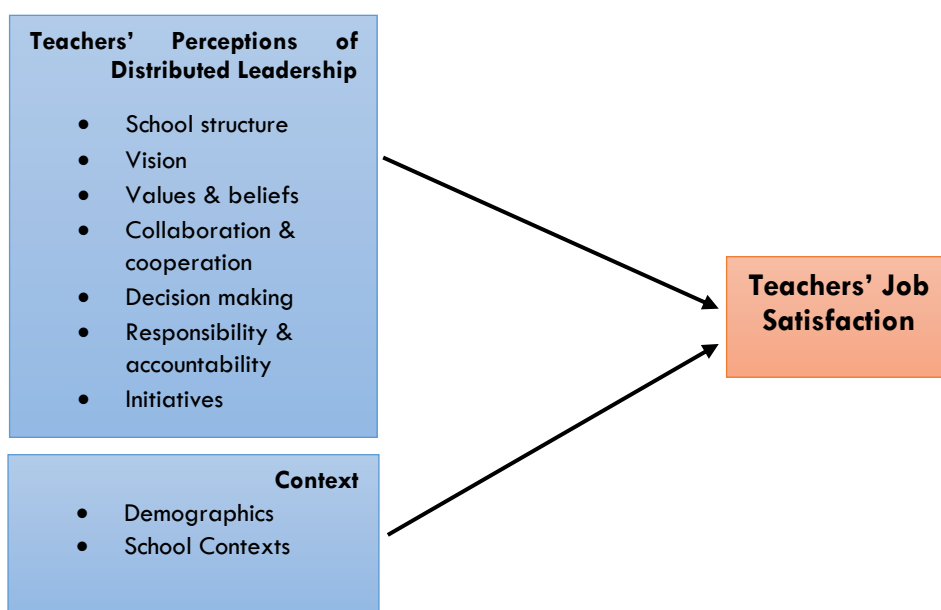 Teachers’ Perceptions of
Distributed Leadership
• School structure
• Vision
• Values & beliefs
• Collaboration &
cooperation
• Decision making
• Responsibility &
accountability
• Initiatives
Teachers’ Job
Satisfaction
Context
• Demographics
• School Contexts